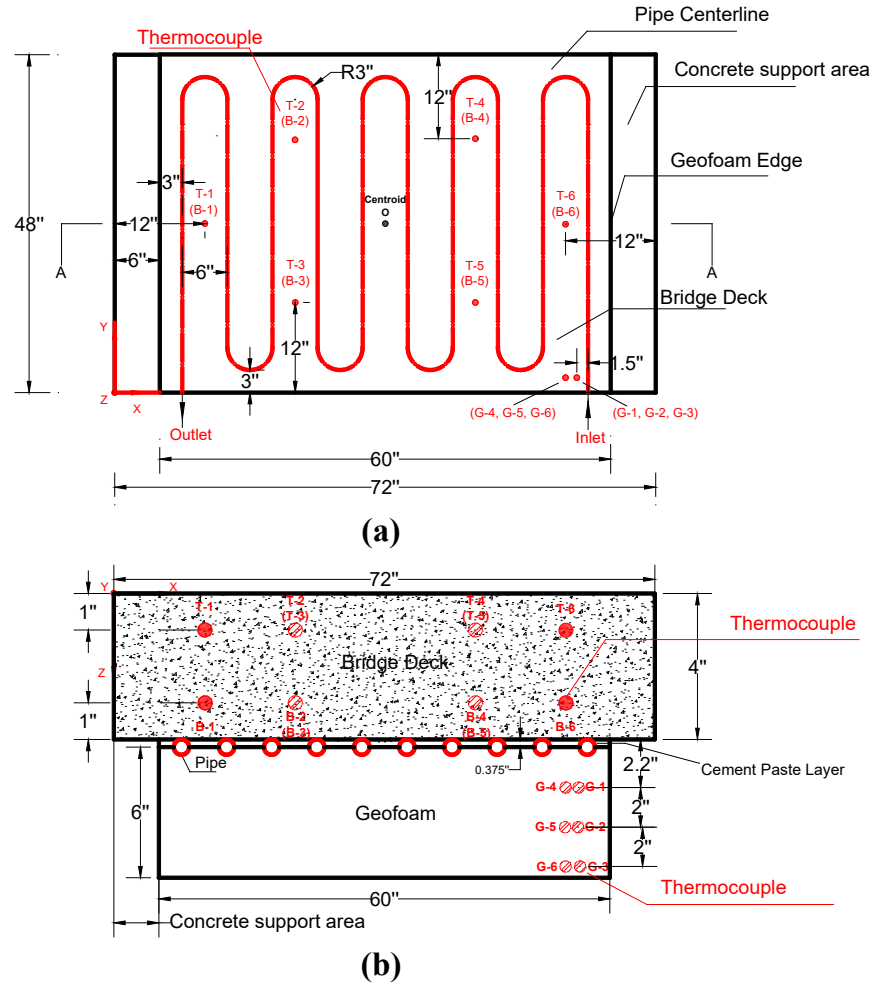 Pipe Centerline
Thermocouple
Concrete support area
R3"
12"
T-2
(B-2)
T-4
(B-4)
Geofoam Edge
3"
T-1
(B-1)
Centroid
O
T-6
(B-6)
48"
12"
12"
A
A
6"
6"
T-3
(B-3)
T-5
(B-5)
Bridge Deck
Y
12"
3"
1.5"
Z
X
(G-4, G-5, G-6)
(G-1, G-2, G-3)
Outlet
Inlet
60"
72"
(a)
72"
Y
X
1"
T-1
T-2
(T-3)
T-4
(T-5)
T-6
Thermocouple
Bridge Deck
4"
Z
1"
B-1
B-2
(B-3)
B-4
(B-5)
B-6
Pipe
0.375"
2.2"
Cement Paste Layer
G-4
G-1
6"
Geofoam
2"
G-5
G-2
2"
G-6
G-3
Thermocouple
60"
Concrete support area
(b)